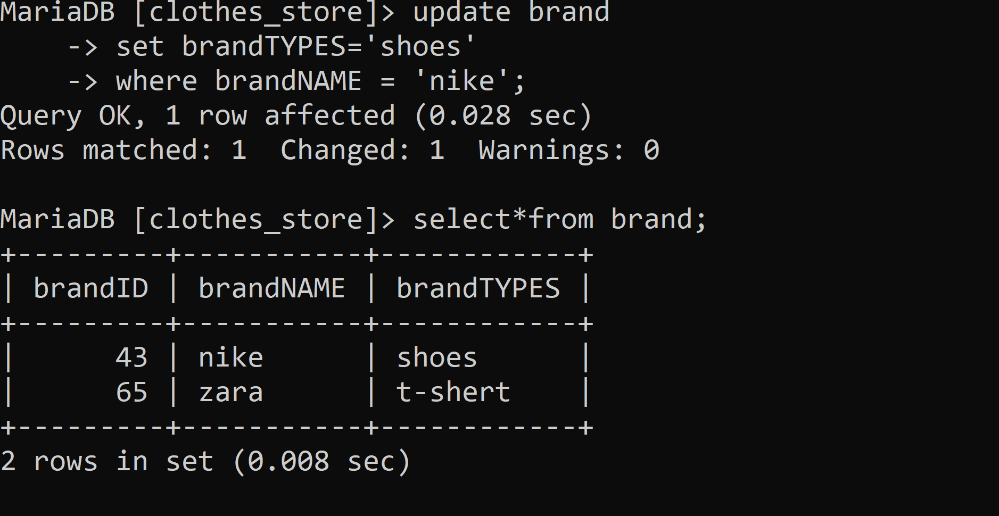 MariaDB [clothes_store]> update brand
    -> set brandTYPES='shoes'
    -> where brandNAME = 'nike';
Query OK, 1 row affected (0.028 sec)
Rows matched: 1  Changed: 1  Warnings: 0

MariaDB [clothes_store]> select*from brand;
+---------+-----------+------------+
| brandID | brandNAME | brandTYPES |
+---------+-----------+------------+
|      43 | nike      | shoes      |
|      65 | zara      | t-shert    |
+---------+-----------+------------+
2 rows in set (0.008 sec)